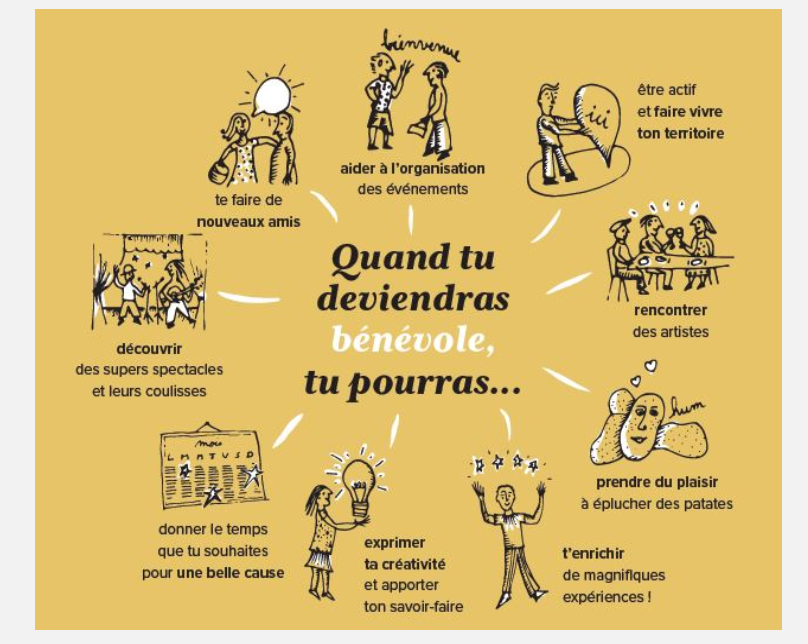 Quand tu
deviendras
bénévole,
tu pourras...
bienvenue
aider à l'organisation
des événements
ici
être actif
et faire vivre
ton territoire
rencontrer
des artistes
hum
prendre du plaisir
à éplucher des patates
t'enrichir
de magnifiques
expériences !
exprimer
ta créativité
et apporter
ton savoir-faire
mou
L M M J V S D
donner le temps
que tu souhaites
pour une belle cause
découvrir
des supers spectacles
et leurs coulisses
te faire de
nouveaux amis